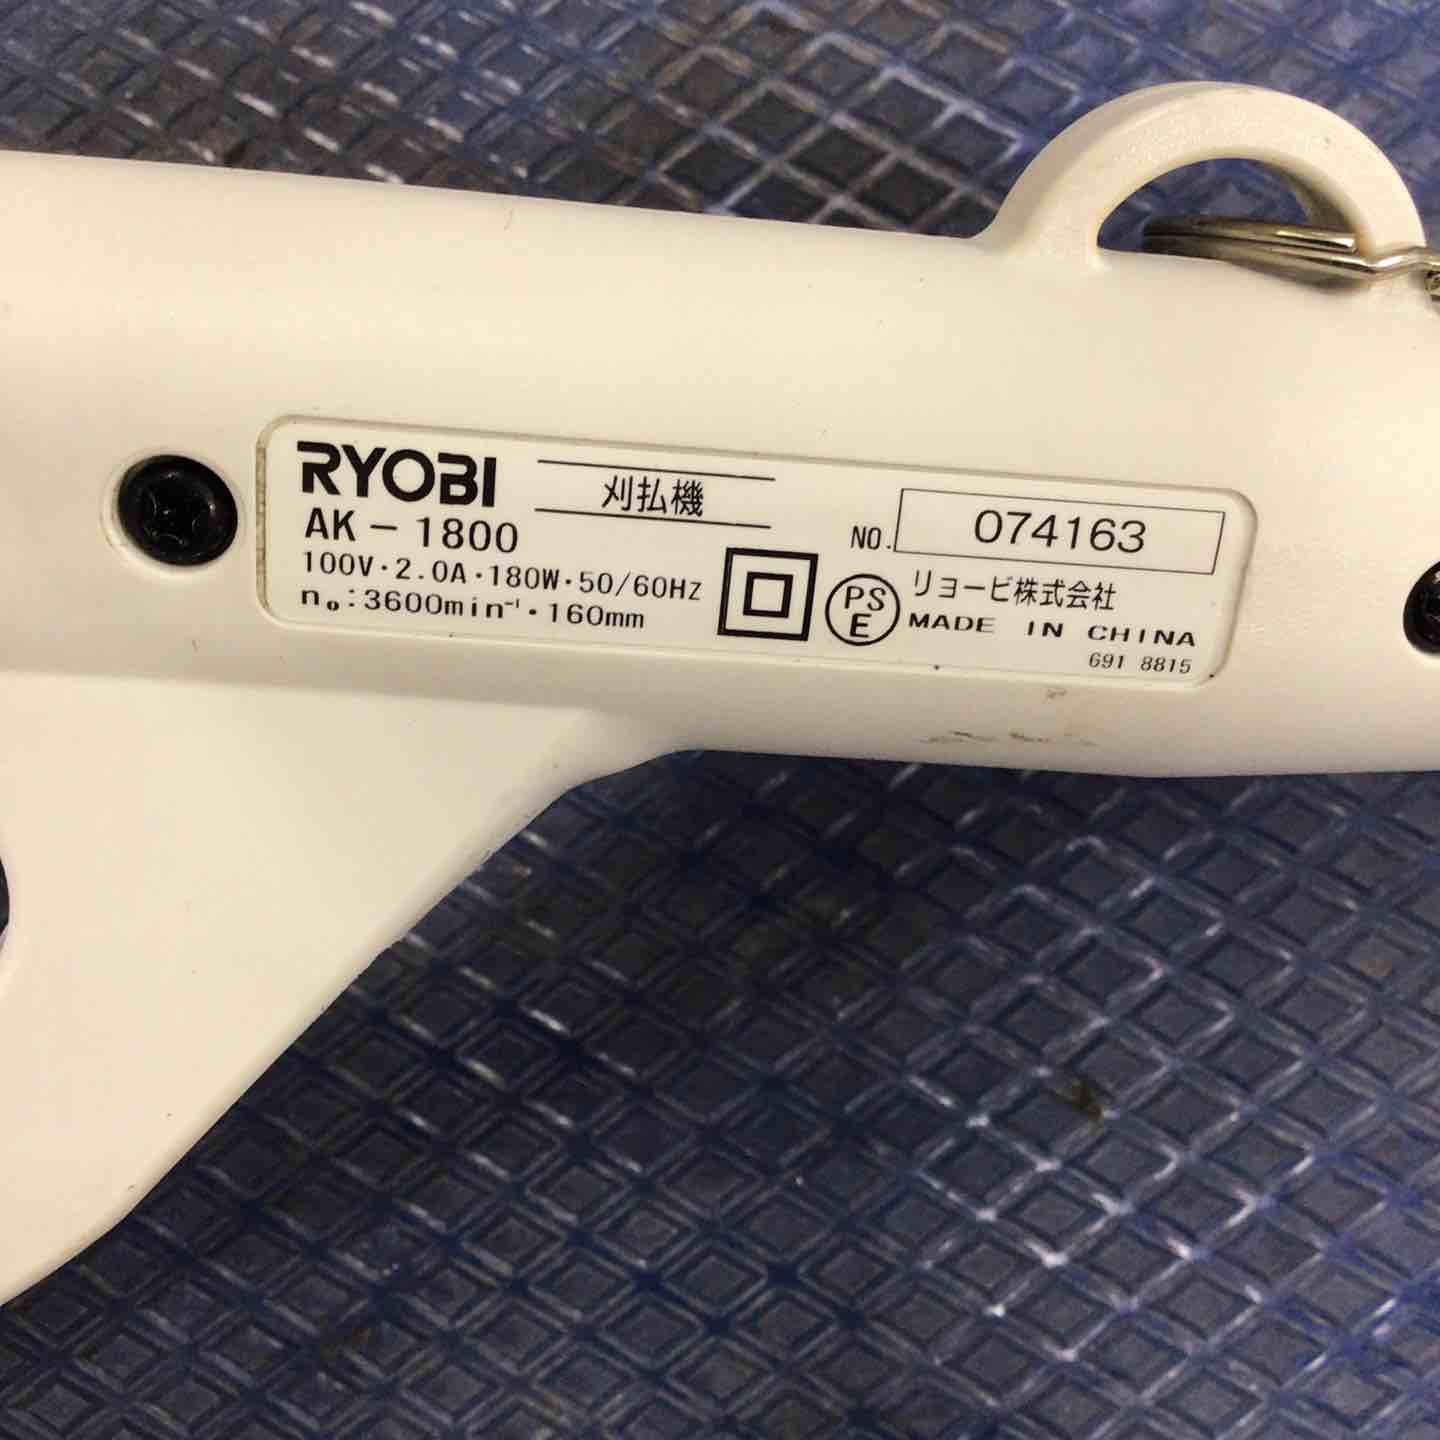 RYOBI
刈払機
AK-1800
100V・2.0A・180W・50/60HZ
n₀:3600min⁻¹・160mm
NO. 074163
PS
E
リョービ株式会社
MADE IN CHINA
691 8815